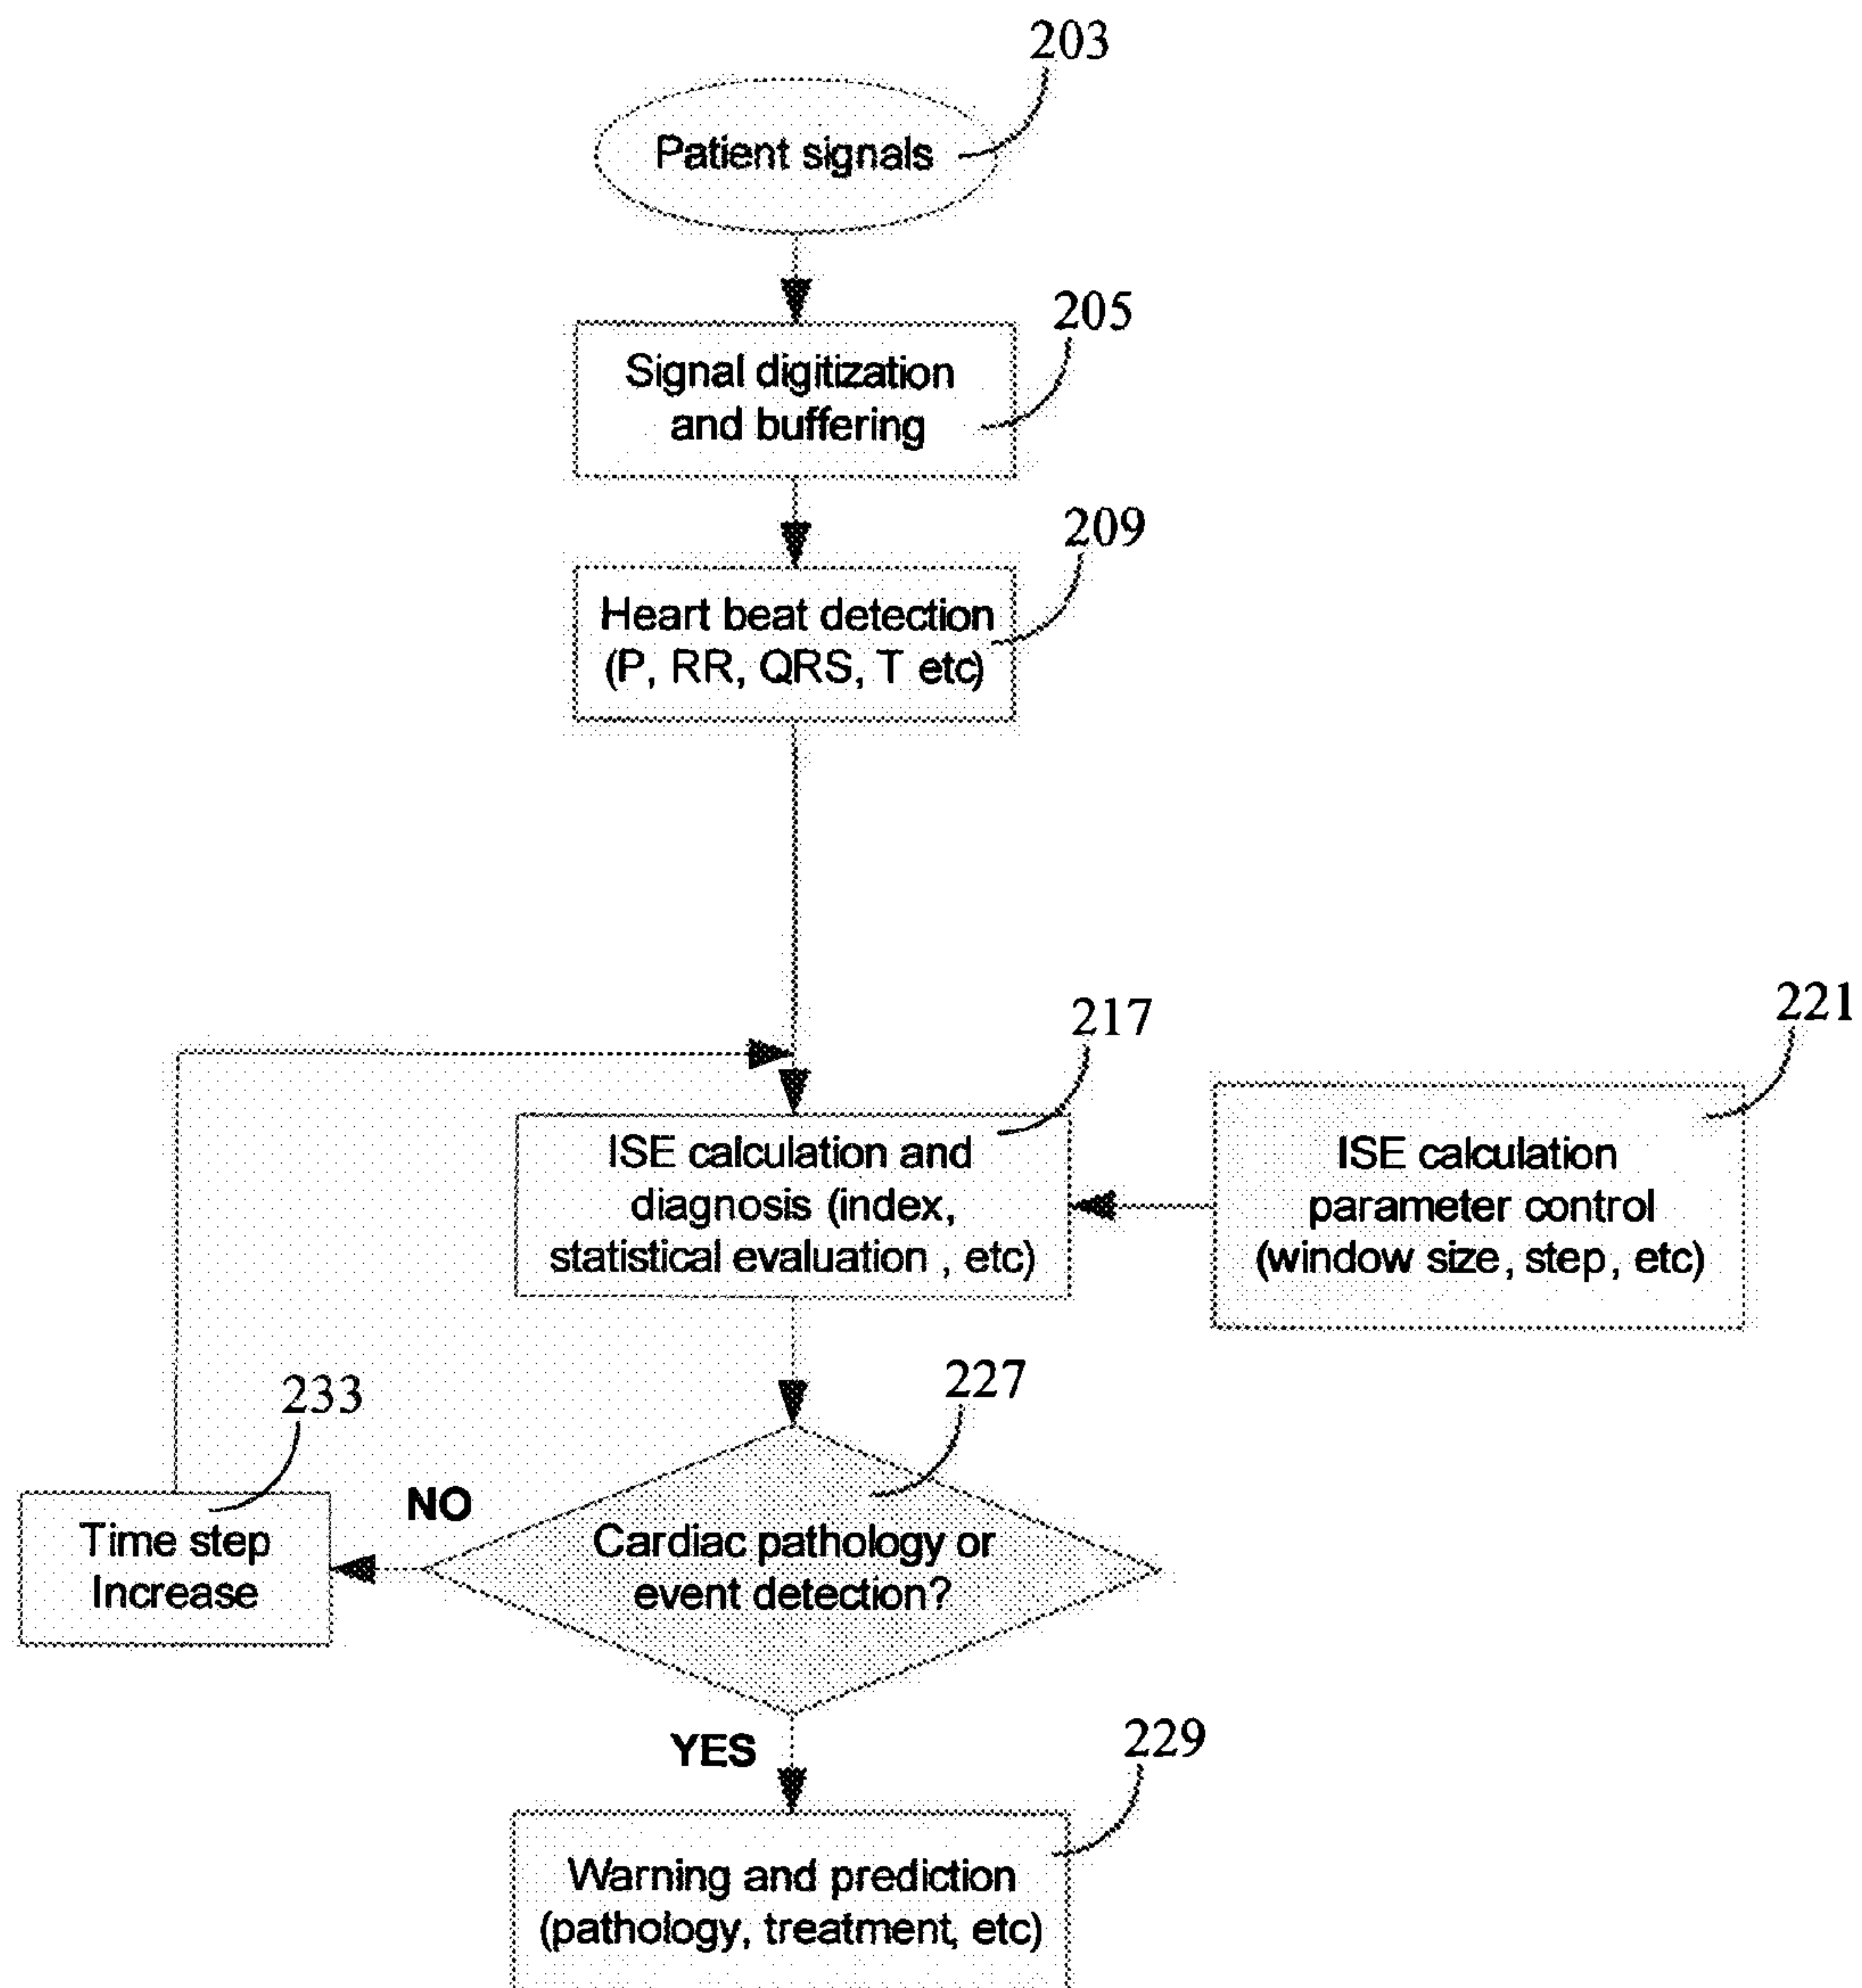 203
Patient signals
205
Signal digitization
and buffering
209
Heart beat detection
(P, RR, QRS, T etc)
217
221
ISE calculation and
diagnosis (index,
statistical evaluation , etc)
ISE calculation
parameter control
(window size, step, etc)
233
227
NO
Time step
Increase
Cardiac pathology or
event detection?
YES
229
Warning and prediction
(pathology, treatment, etc)